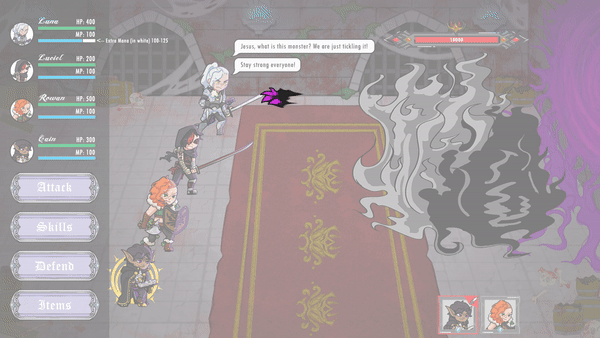 Luna HP: 400
MP: 100
<-- Extra Mana (in white) 100-125
Luciel HP: 200
MP: 100
Rowan HP: 500
MP: 100
HP: 300
MP: 100
Attack
Skills
Defend
Items
Jesus, what is this monster? We are just tickling it!
Stay strong everyone!